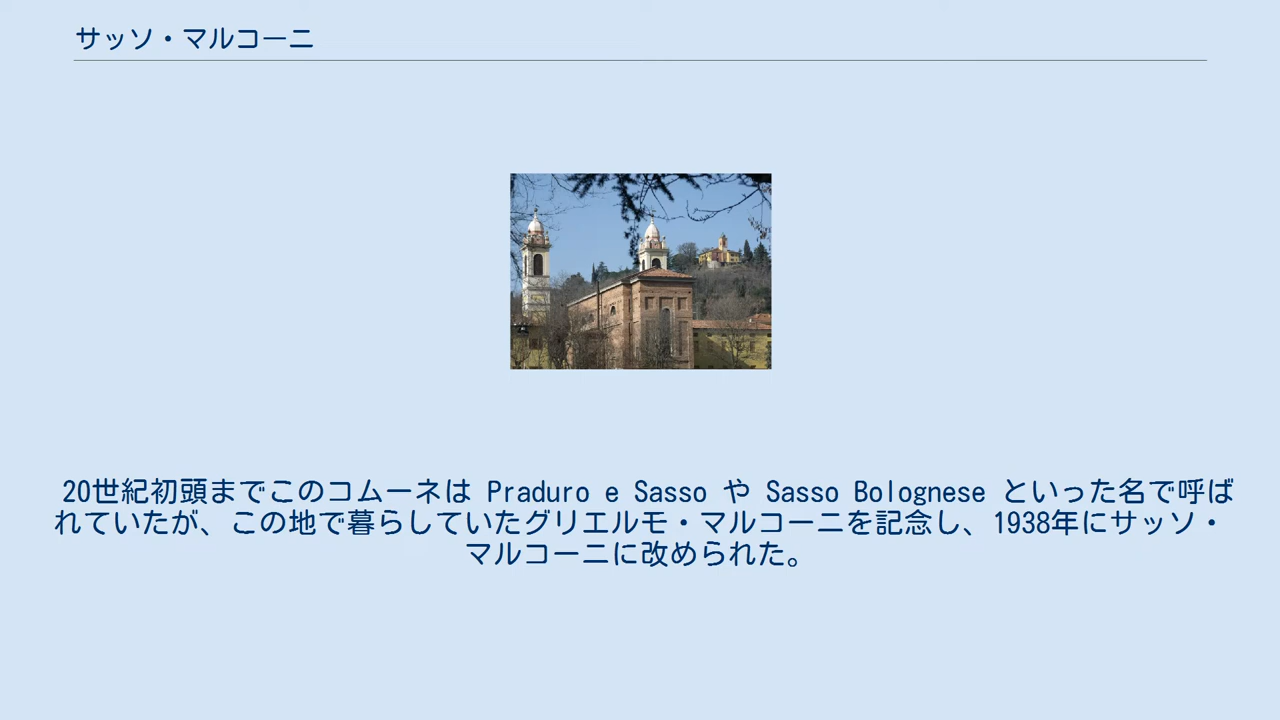 サッソ・マルコーニ
20世紀初頭までこのコムーネは Praduro e Sasso や Sasso Bolognese といった名で呼ば
れていたが、この地で暮らしていたグリエルモ・マルコーニを記念し、1938年にサッソ・
マルコーニに改められた。